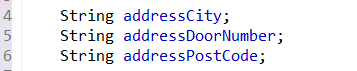 4 String addressCity;
5 String addressDoorNumber;
6 String addressPostCode;